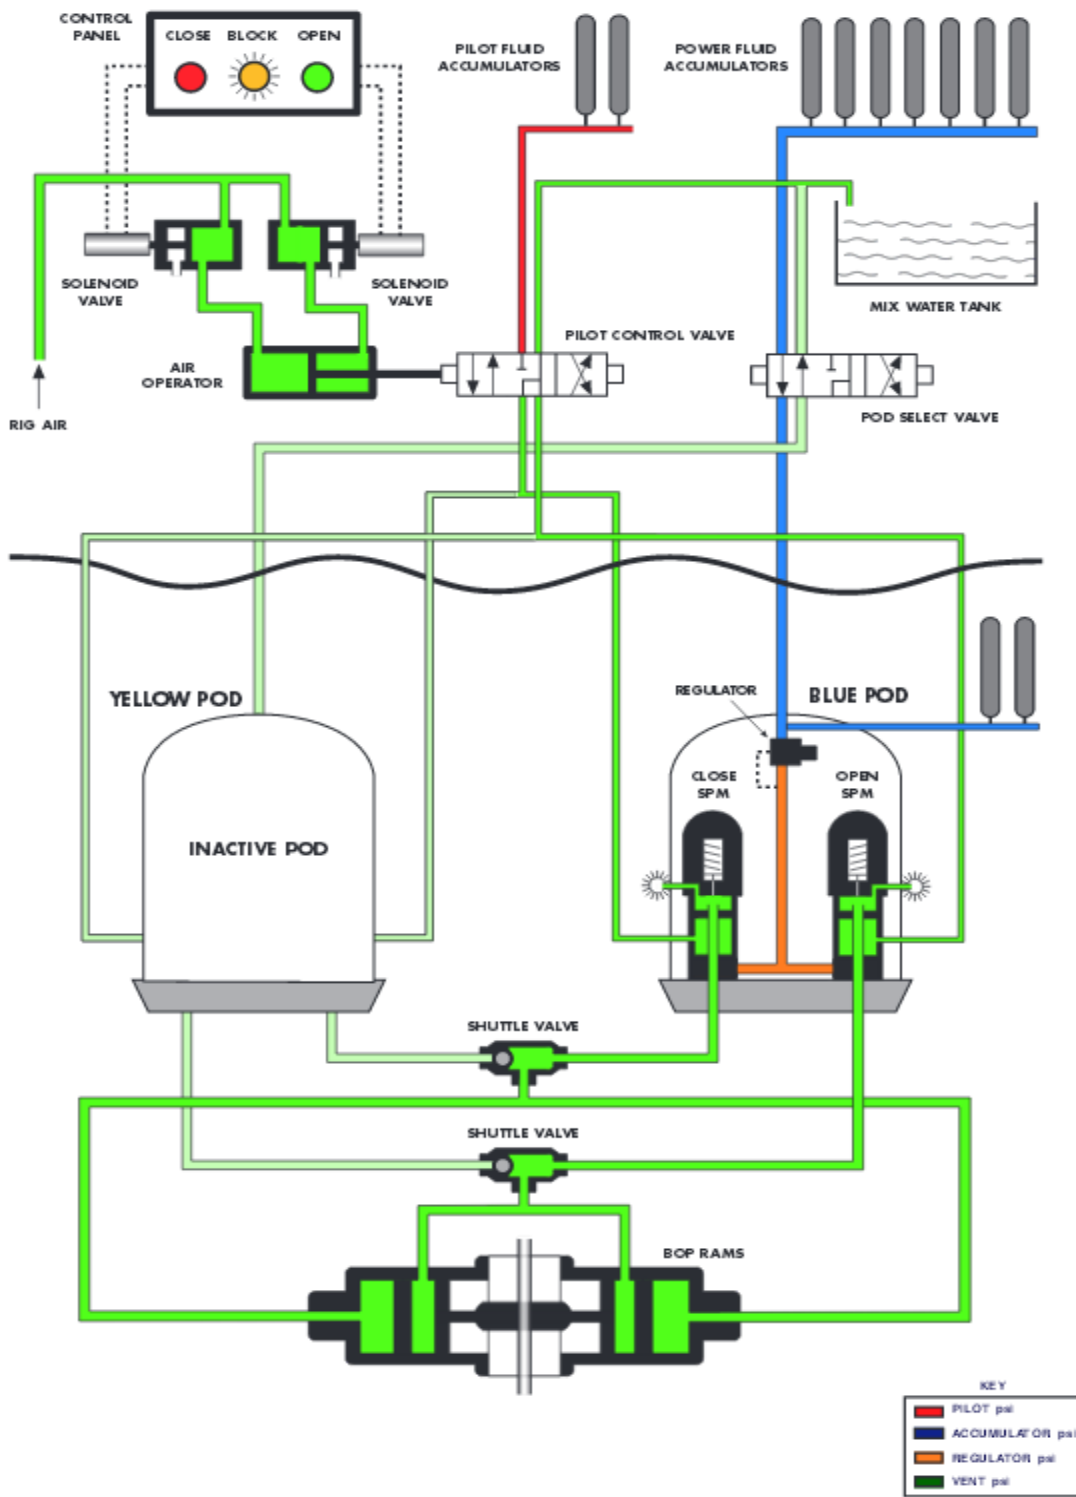 CONTROL
PANEL
CLOSE BLOCK OPEN
PILOT FLUID
ACCUMULATORS
POWER FLUID
ACCUMULATORS
SOLENOID
VALVE
SOLENOID
VALVE
MIX WATER TANK
PILOT CONTROL VALVE
AIR
OPERATOR
RIG AIR
POD SELECT VALVE
YELLOW POD
REGULATOR
BLUE POD
CLOSE
SPM
OPEN
SPM
INACTIVE POD
SHUTTLE VALVE
SHUTTLE VALVE
BOP RAMS
KEY
PILOT psi
ACCUMULATOR psi
REGULATOR psi
VENT psi